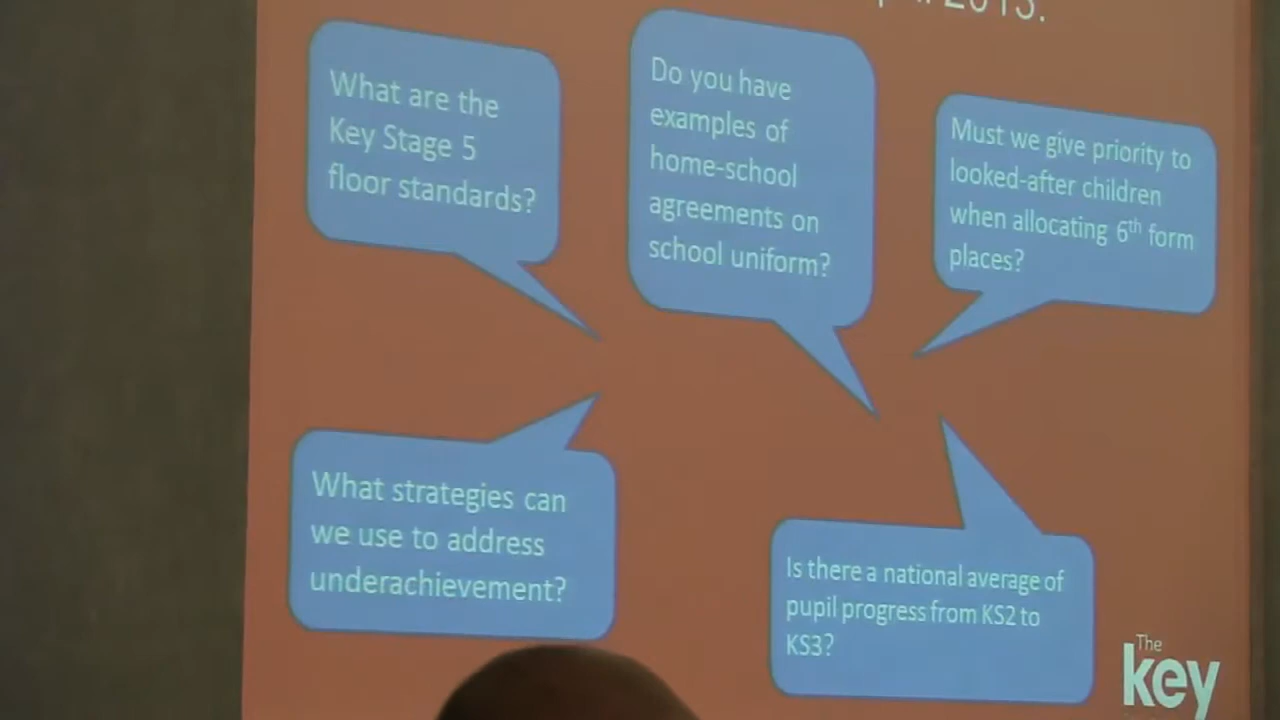 2013.
What are the
Key Stage 5
floor standards?
Do you have
examples of
home-school
agreements on
school uniform?
Must we give priority to
looked-after children
when allocating 6th form
places?
What strategies can
we use to address
underachievement?
Is there a national average of
pupil progress from KS2 to
KS3?
The
key